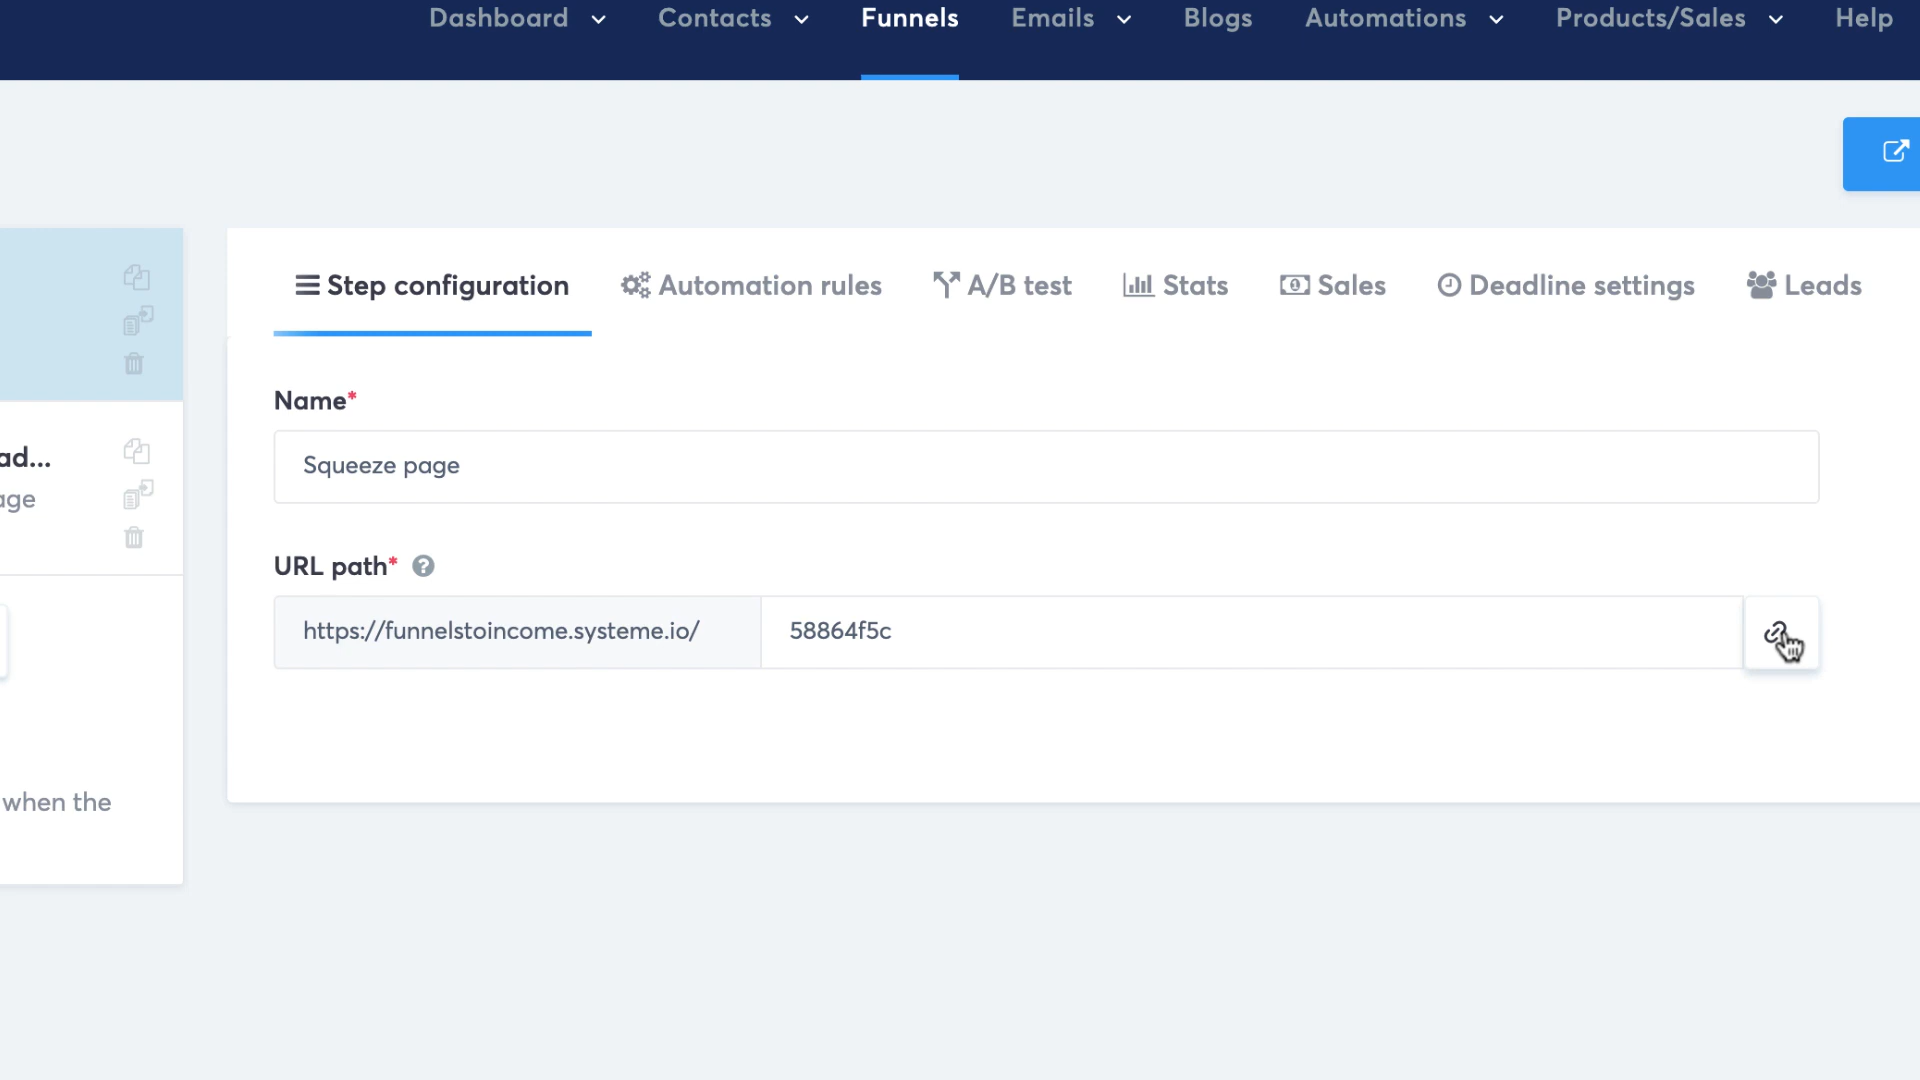 Dashboard Contacts Funnels Emails Blogs Automations Products/Sales Help
Step configuration Automation rules A/B test Stats Sales Deadline settings Leads
Name*
Squeeze page
ad...
age
URL path* ?
https://funnelstoincome.systeme.io/ 58864f5c
when the